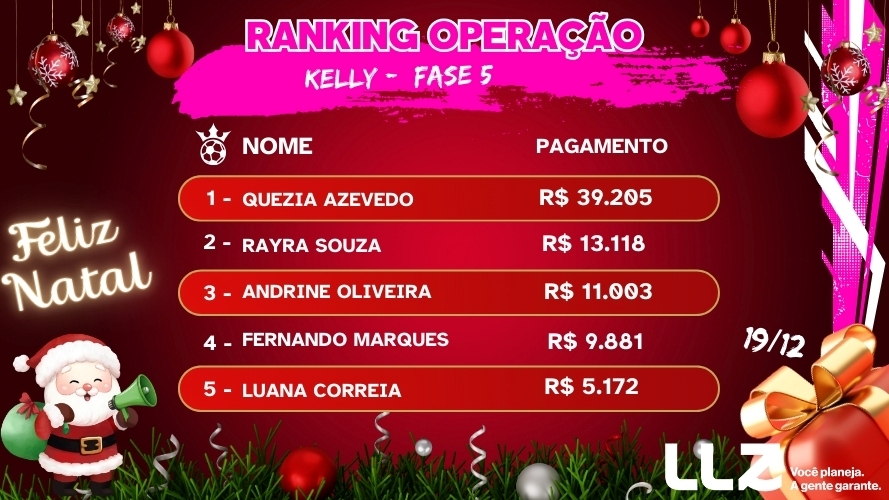 RANKING OPERAÇÃO
KELLY - FASE 5
NOME PAGAMENTO
1 - QUEZIA AZEVEDO R$ 39.205
2 - RAYRA SOUZA R$ 13.118
3 - ANDRINE OLIVEIRA R$ 11.003
4 - FERNANDO MARQUES R$ 9.881
5 - LUANA CORREIA R$ 5.172
Feliz
Natal
19/12
LLZ
Você planeja.
A gente garante.